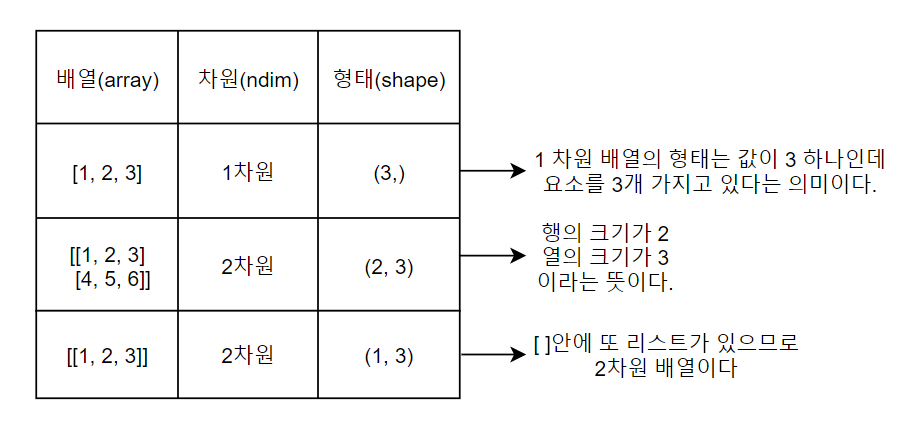 배열(array) 차원(ndim) 형태(shape)
[1, 2, 3] 1차원 (3,)
1 차원 배열의 형태는 값이 3 하나인데
요소를 3개 가지고 있다는 의미이다.
[[1, 2, 3]
[4, 5, 6]]
2차원 (2, 3)
행의 크기가 2
열의 크기가 3
이라는 뜻이다.
[[1, 2, 3]] 2차원 (1, 3)
[ ]안에 또 리스트가 있으므로
2차원 배열이다